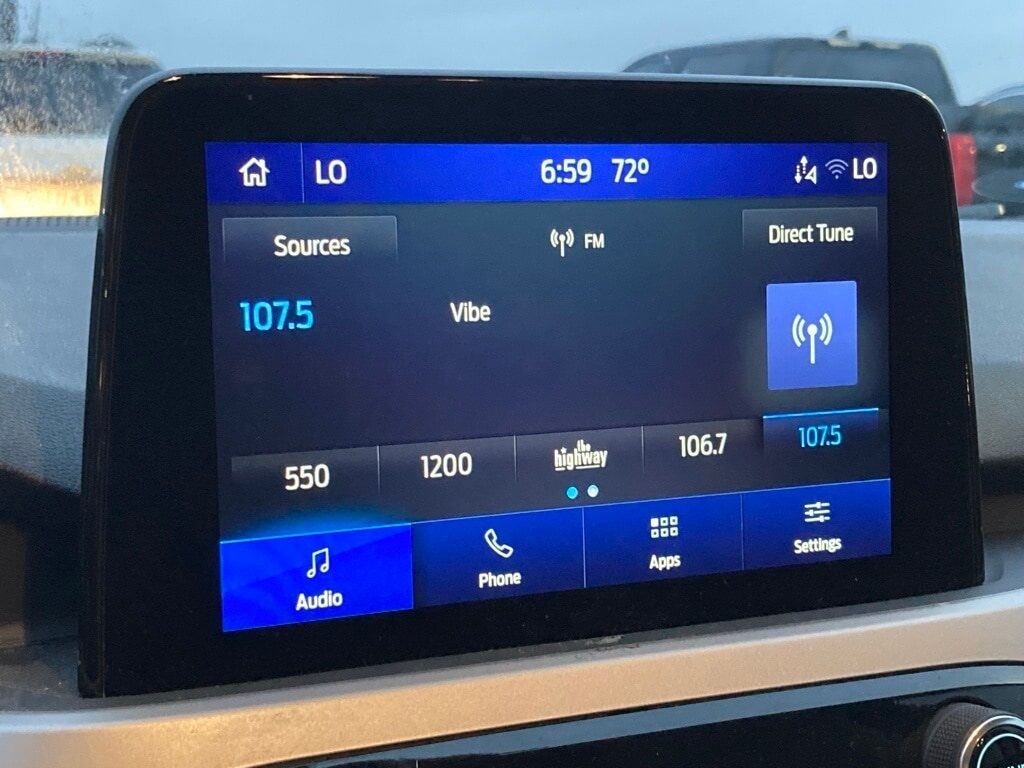 LO 6:59 72° LO
Sources FM Direct Tune
107.5 Vibe
550 1200 the highway 106.7 107.5
Audio Phone Apps Settings